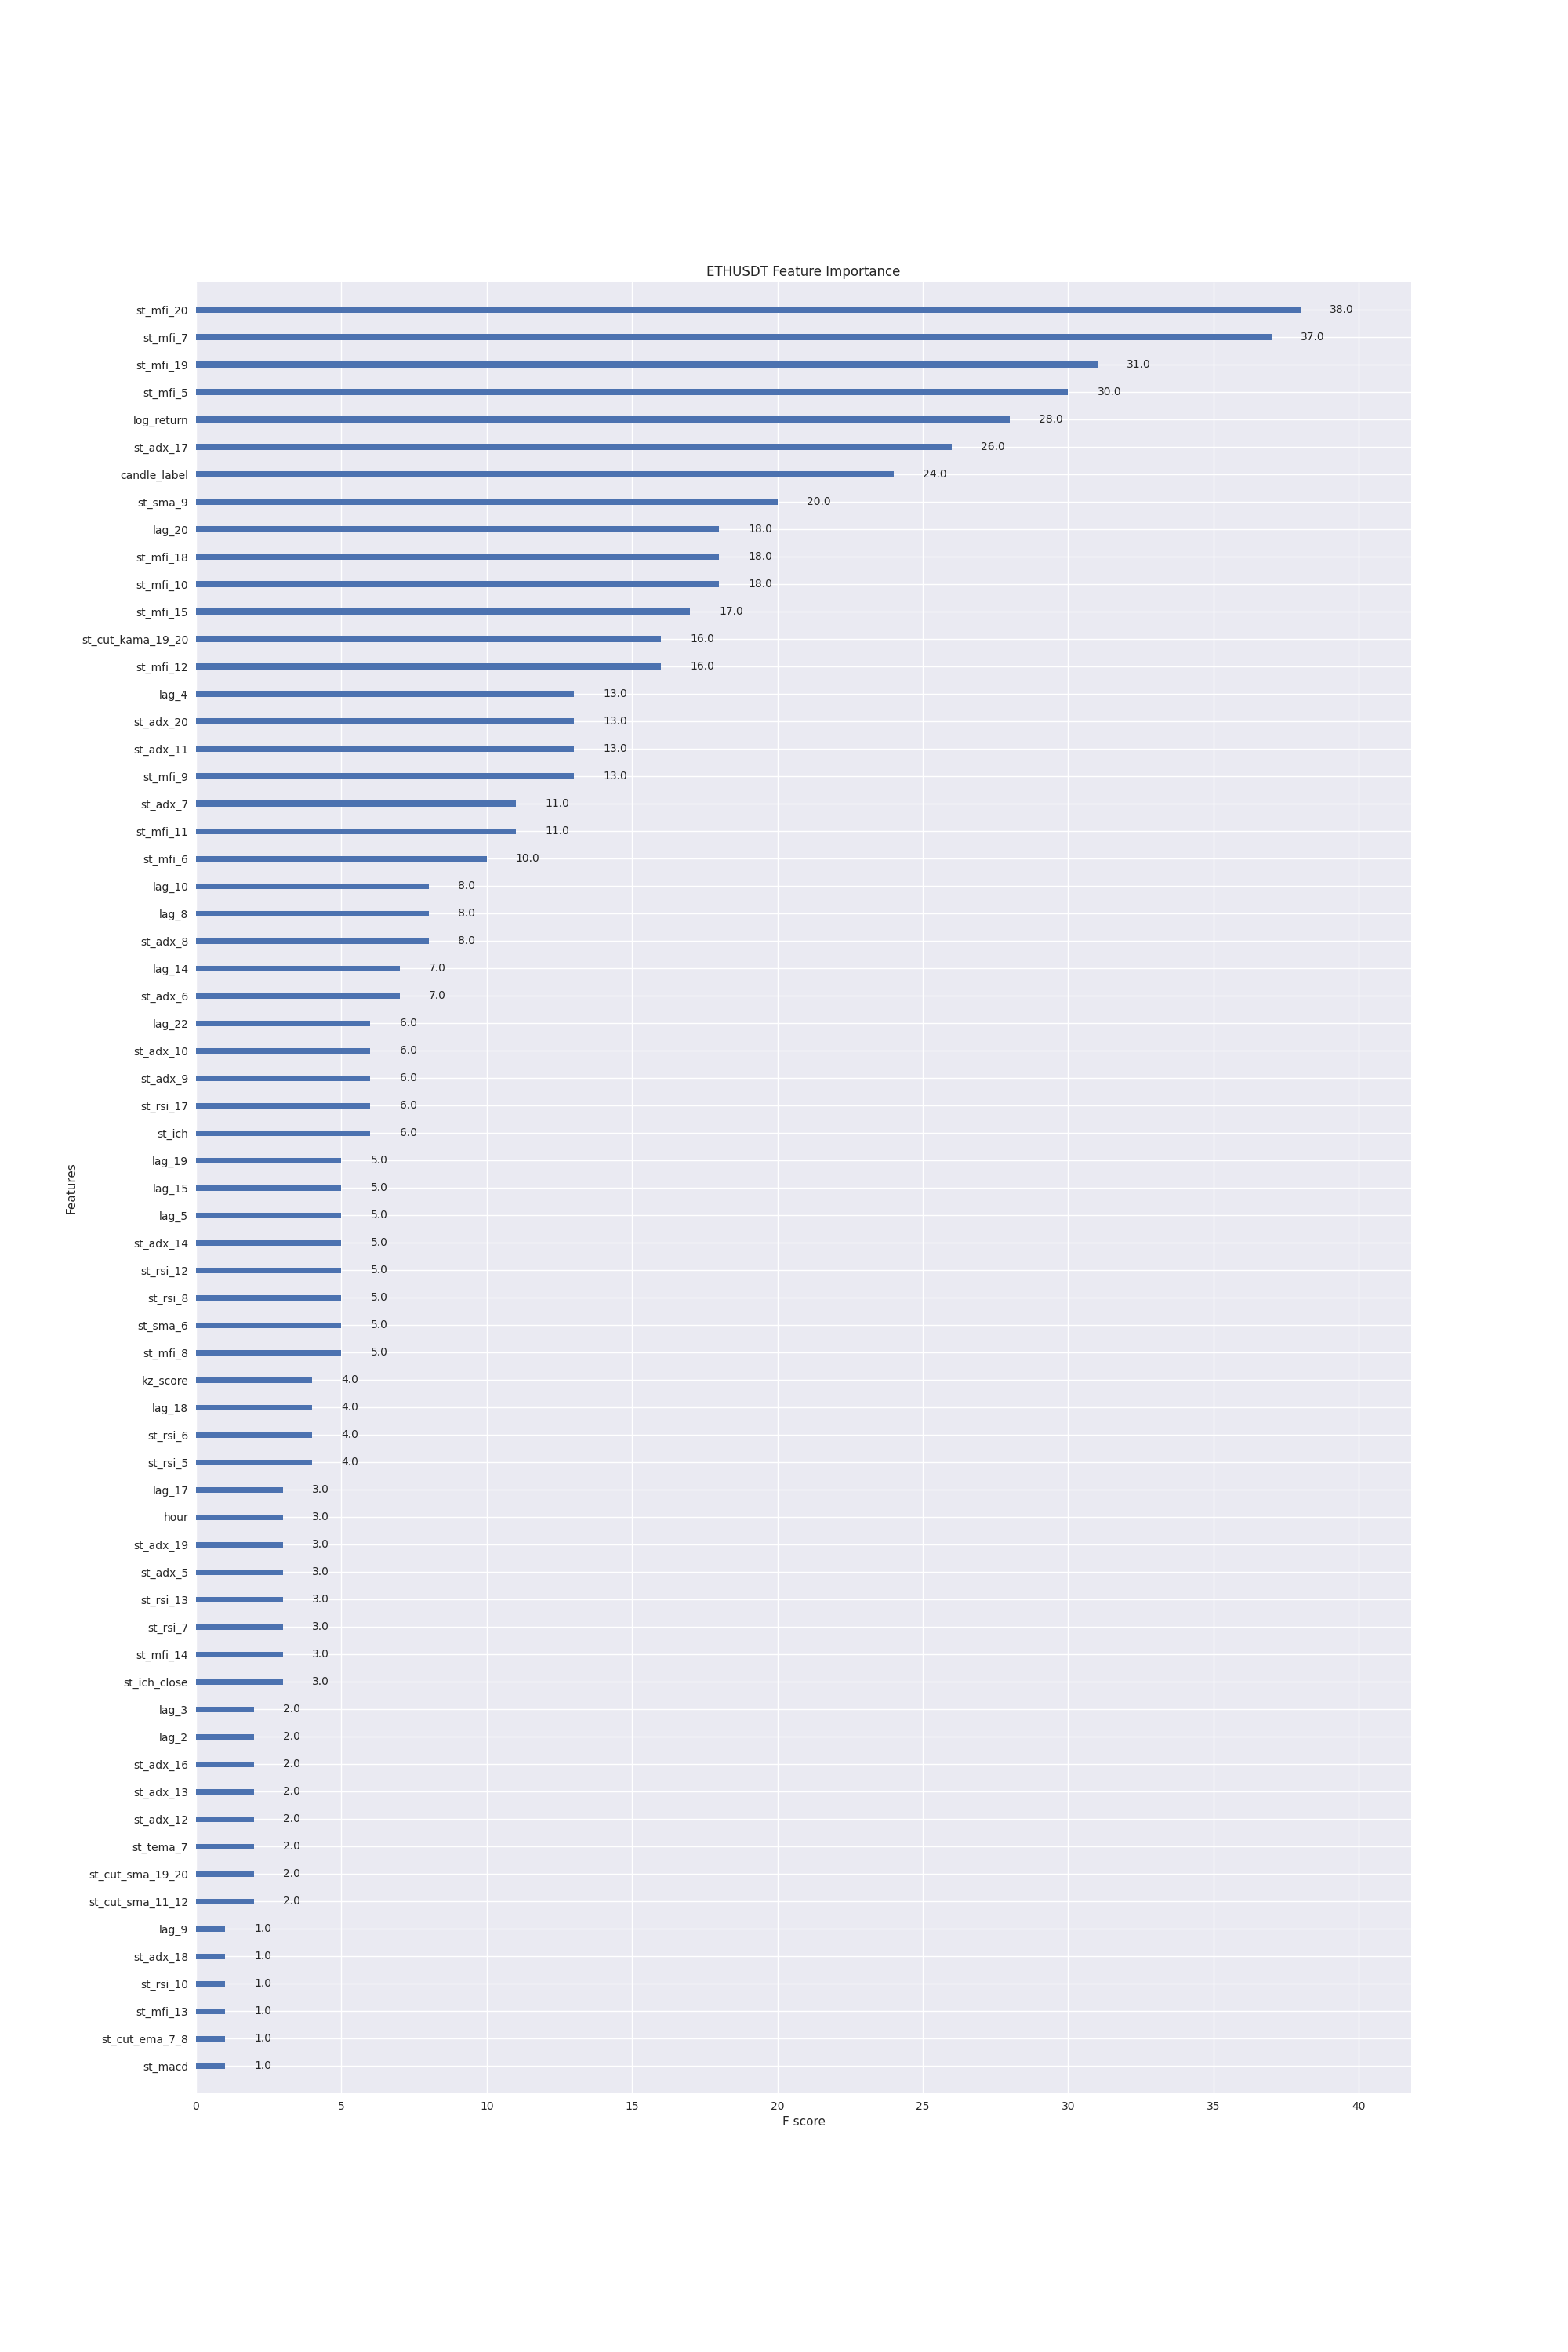 ETHUSDT Feature Importance
st_mfi_20 38.0
st_mfi_7 37.0
st_mfi_19 31.0
st_mfi_5 30.0
log_return 28.0
st_adx_17 26.0
candle_label 24.0
st_sma_9 20.0
lag_20 18.0
st_mfi_18 18.0
st_mfi_10 18.0
st_mfi_15 17.0
st_cut_kama_19_20 16.0
st_mfi_12 16.0
lag_4 13.0
st_adx_20 13.0
st_adx_11 13.0
st_mfi_9 13.0
st_adx_7 11.0
st_mfi_11 11.0
st_mfi_6 10.0
lag_10 8.0
lag_8 8.0
st_adx_8 8.0
lag_14 7.0
st_adx_6 7.0
lag_22 6.0
st_adx_10 6.0
st_adx_9 6.0
st_rsi_17 6.0
st_ich 6.0
lag_19 5.0
lag_15 5.0
lag_5 5.0
st_adx_14 5.0
st_rsi_12 5.0
st_rsi_8 5.0
st_sma_6 5.0
st_mfi_8 5.0
kz_score 4.0
lag_18 4.0
st_rsi_6 4.0
st_rsi_5 4.0
lag_17 3.0
hour 3.0
st_adx_19 3.0
st_adx_5 3.0
st_rsi_13 3.0
st_rsi_7 3.0
st_mfi_14 3.0
st_ich_close 3.0
lag_3 2.0
lag_2 2.0
st_adx_16 2.0
st_adx_13 2.0
st_adx_12 2.0
st_tema_7 2.0
st_cut_sma_19_20 2.0
st_cut_sma_11_12 2.0
lag_9 1.0
st_adx_18 1.0
st_rsi_10 1.0
st_mfi_13 1.0
st_cut_ema_7_8 1.0
st_macd 1.0
Features
0 5 10 15 20 25 30 35 40
F score